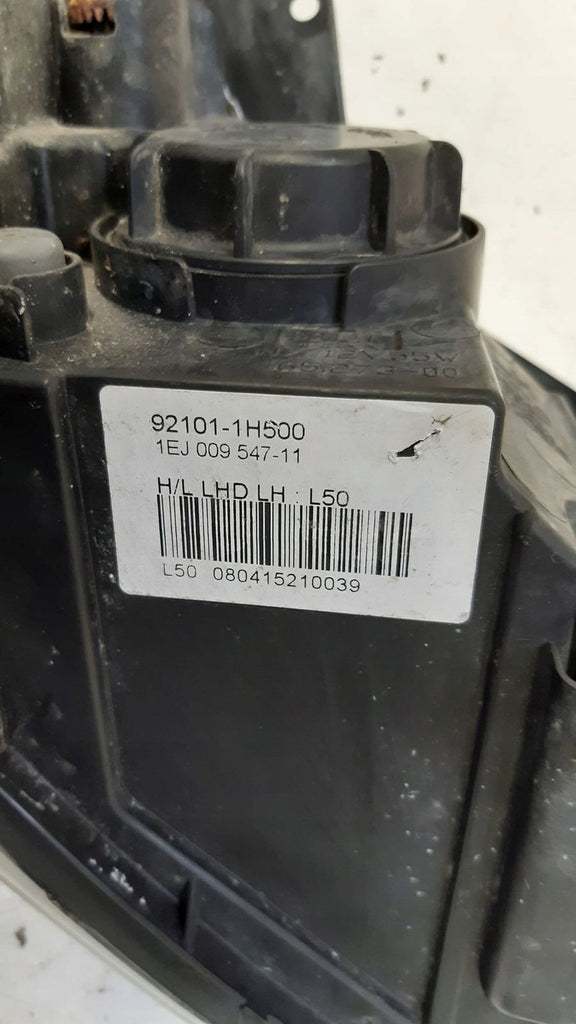 92101-1H500
1EJ 009 547-11
H/L LHD LH : L50
L50 080415210039